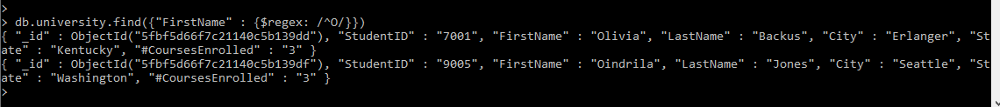 >
> db.university.find({"FirstName" : {$regex: /^O/}})
{ "_id" : ObjectId("5fbf5d66f7c21140c5b139dd"), "StudentID" : "7001", "FirstName" : "Olivia", "LastName" : "Backus", "City" : "Erlanger", "St
ate" : "Kentucky", "#CoursesEnrolled" : "3" }
{ "_id" : ObjectId("5fbf5d66f7c21140c5b139df"), "StudentID" : "9005", "FirstName" : "Oindrila", "LastName" : "Jones", "City" : "Seattle", "St
ate" : "Washington", "#CoursesEnrolled" : "3" }
>